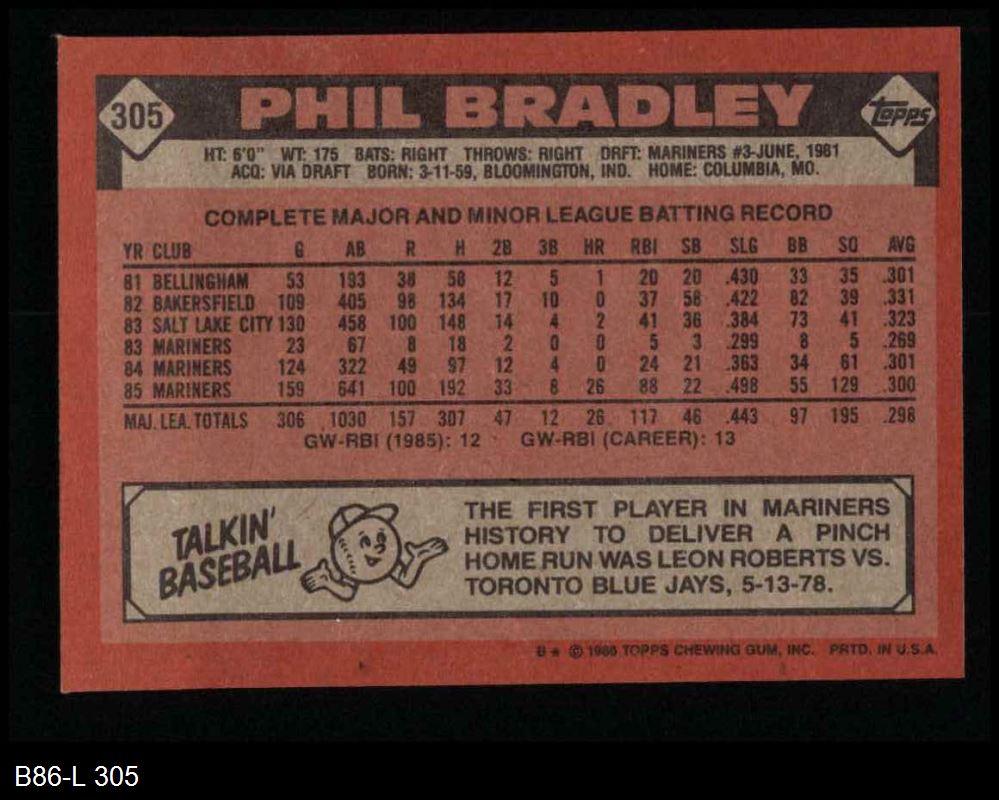 305
PHIL BRADLEY
topps
HT: 6'0" WT: 175 BATS: RIGHT THROWS: RIGHT DRFT: MARINERS #3-JUNE, 1981
ACQ: VIA DRAFT BORN: 3-11-59, BLOOMINGTON, IND. HOME: COLUMBIA, MO.
COMPLETE MAJOR AND MINOR LEAGUE BATTING RECORD
YR CLUB G AB R H 2B 3B HR RBI SB SLG BB SO AVG
81 BELLINGHAM 53 193 38 58 12 5 1 20 20 .430 33 35 .301
82 BAKERSFIELD 109 405 98 134 17 10 0 37 58 .422 82 39 .331
83 SALT LAKE CITY 130 458 100 148 14 4 2 41 36 .384 73 41 .323
83 MARINERS 23 67 8 18 2 0 0 5 3 .299 8 5 .269
84 MARINERS 124 322 49 97 12 4 0 24 21 .363 34 61 .301
85 MARINERS 159 641 100 192 33 8 26 88 22 .498 55 129 .300
MAJ. LEA. TOTALS 306 1030 157 307 47 12 26 117 46 .443 97 195 .298
GW-RBI (1985): 12 GW-RBI (CAREER): 13
TALKIN'
BASEBALL
THE FIRST PLAYER IN MARINERS
HISTORY TO DELIVER A PINCH
HOME RUN WAS LEON ROBERTS VS.
TORONTO BLUE JAYS, 5-13-78.
B* © 1986 TOPPS CHEWING GUM, INC. PRTD. IN U.S.A.
B86-L 305